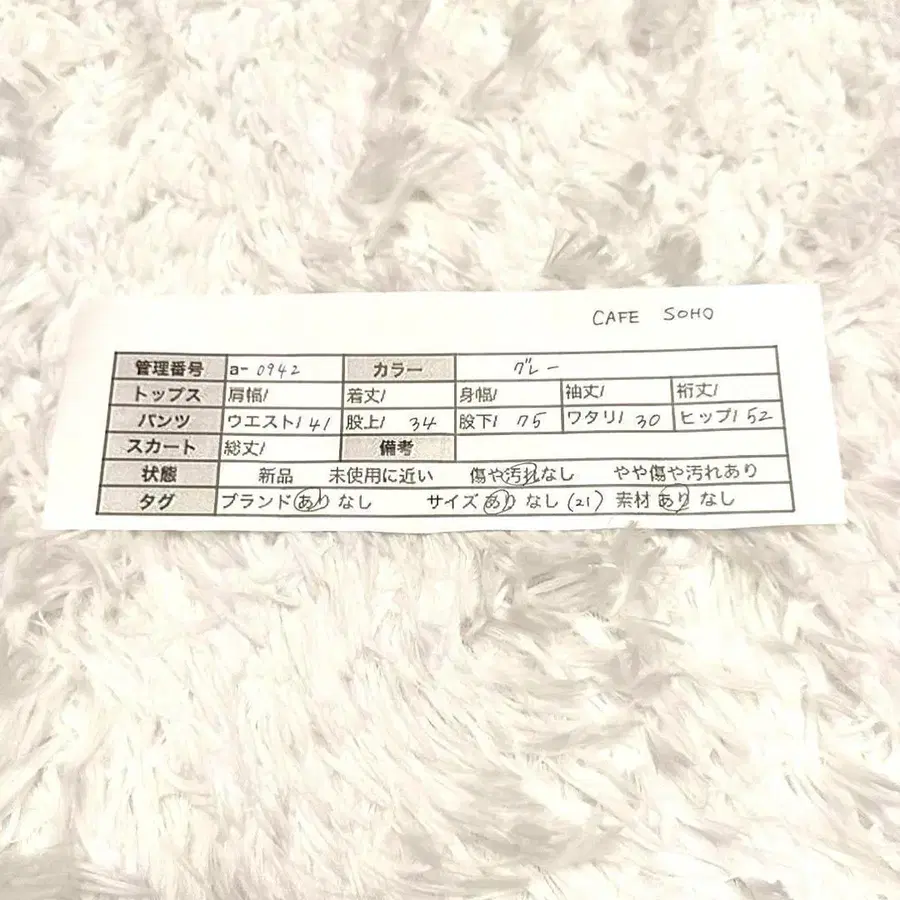 CAFE SOHO
管理番号 a-0942 カラー グレー
トップス 肩幅/ 着丈/ 身幅/ 袖丈/ 裄丈/
パンツ ウエスト/41 股上/ 34 股下/ 75 ワタリ/ 30 ヒップ/52
スカート 総丈/ 備考
状態 新品 未使用に近い 傷や汚れなし やや傷や汚れあり
タグ ブランドあり なし サイズあり なし(21) 素材あり なし